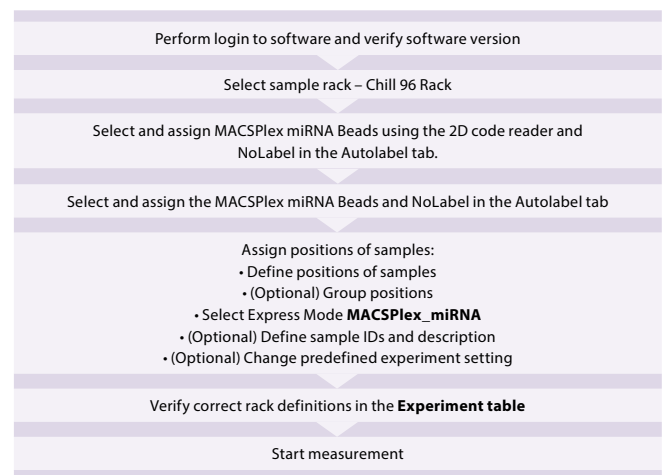 Perform login to software and verify software version
Select sample rack – Chill 96 Rack
Select and assign MACSPlex miRNA Beads using the 2D code reader and
NoLabel in the Autolabel tab.
Select and assign the MACSPlex miRNA Beads and NoLabel in the Autolabel tab
Assign positions of samples:
• Define positions of samples
• (Optional) Group positions
• Select Express Mode MACSPlex_miRNA
• (Optional) Define sample IDs and description
• (Optional) Change predefined experiment setting
Verify correct rack definitions in the Experiment table
Start measurement